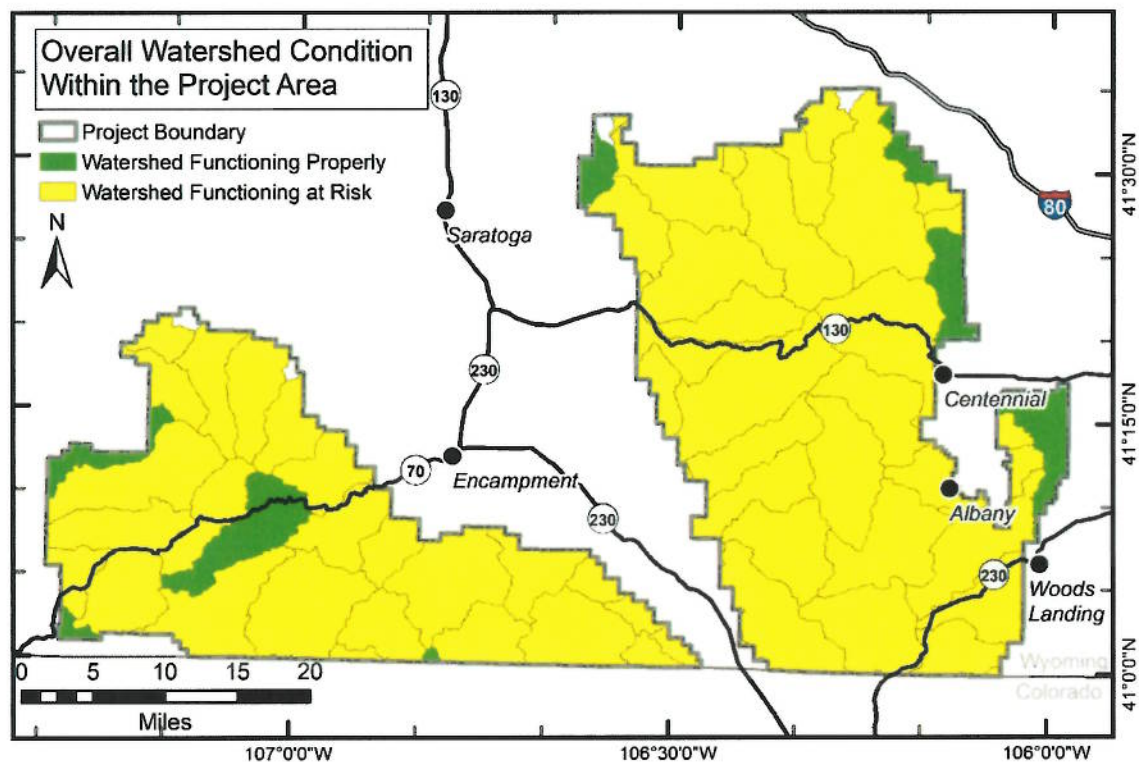 Overall Watershed Condition
Within the Project Area
Project Boundary
Watershed Functioning Properly
Watershed Functioning at Risk
N
130
Saratoga
80
41°30'0"N
130
230
Centennial
41°15'0"N
70
Encampment
Albany
230
230
Woods
Landing
Wyoming
Colorado
41°0'0"N
0 5 10 15 20
Miles
107°0'0"W
106°30'0"W
106°0'0"W